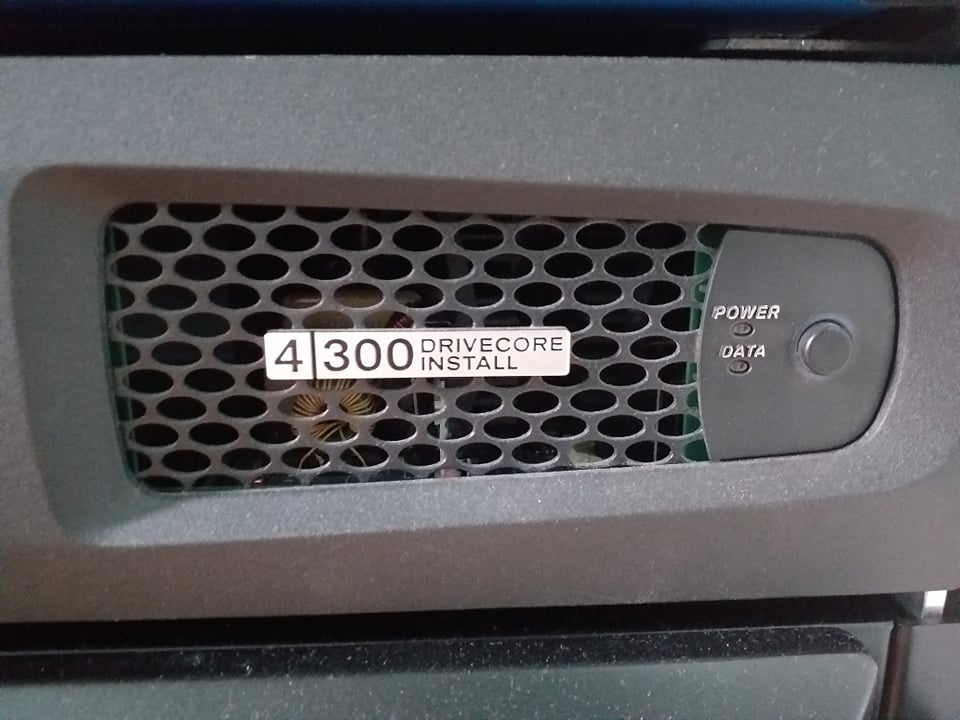 4|300 DRIVECORE
INSTALL
POWER
DATA